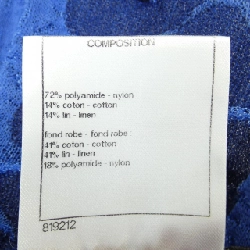 COMPOSITION
72% polyamide - nylon
14% coton - cotton
14% lin - linen
fond robe - fond robe :
41% coton - cotton
41% lin - linen
18% polyamide - nylon
819212